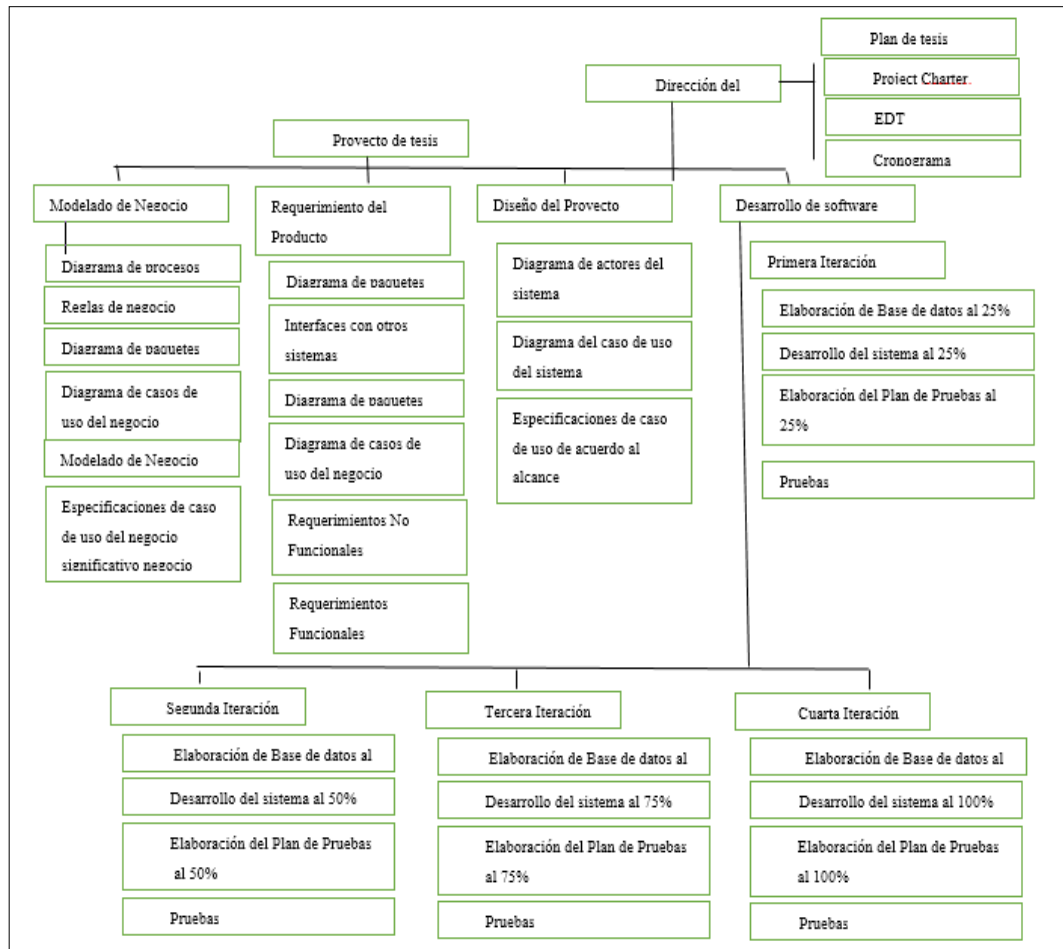 Plan de tesis
Dirección del
Project Charter
EDT
Proyecto de tesis
Cronograma
Modelado de Negocio
Diagrama de procesos
Reglas de negocio
Diagrama de paquetes
Diagrama de casos de
uso del negocio
Modelado de Negocio
Especificaciones de caso
de uso del negocio
significativo negocio
Requerimiento del
Producto
Diagrama de paquetes
Interfaces con otros
sistemas
Diagrama de paquetes
Diagrama de casos de
uso del negocio
Requerimientos No
Funcionales
Requerimientos
Funcionales
Diseño del Proyecto
Diagrama de actores del
sistema
Diagrama del caso de uso
del sistema
Especificaciones de caso
de uso de acuerdo al
alcance
Desarrollo de software
Primera Iteración
Elaboración de Base de datos al 25%
Desarrollo del sistema al 25%
Elaboración del Plan de Pruebas al
25%
Pruebas
Segunda Iteración
Elaboración de Base de datos al
Desarrollo del sistema al 50%
Elaboración del Plan de Pruebas
al 50%
Pruebas
Tercera Iteración
Elaboración de Base de datos al
Desarrollo del sistema al 75%
Elaboración del Plan de Pruebas
al 75%
Pruebas
Cuarta Iteración
Elaboración de Base de datos al
Desarrollo del sistema al 100%
Elaboración del Plan de Pruebas
al 100%
Pruebas